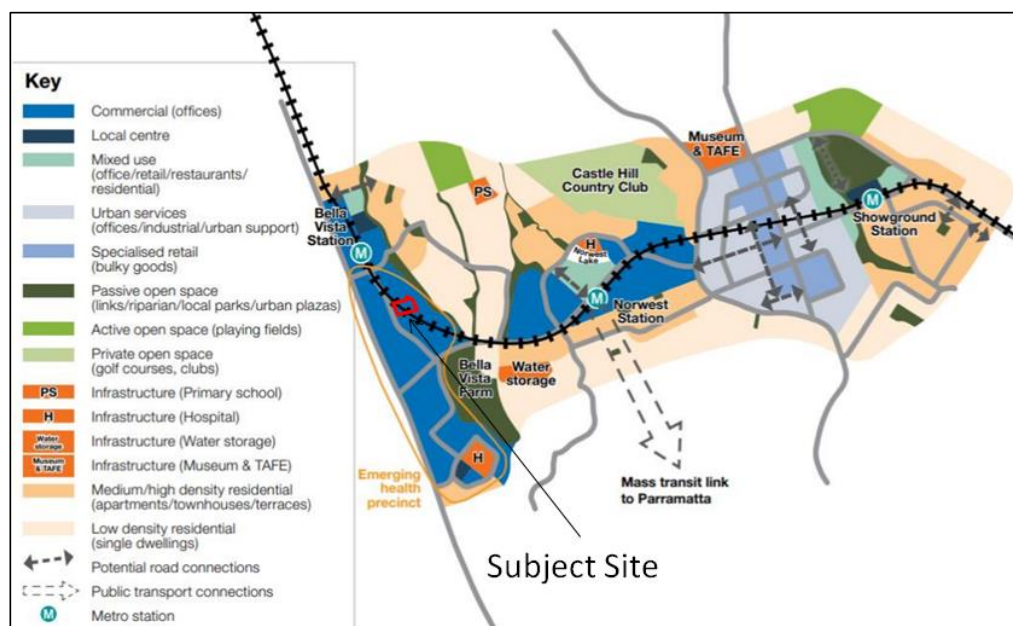 Key
Commercial (offices)
Local centre
Mixed use
(office/retail/restaurants/
residential)
Urban services
(offices/industrial/urban support)
Specialised retail
(bulky goods)
Passive open space
(links/riparian/local parks/urban plazas)
Active open space (playing fields)
Private open space
(golf courses, clubs)
PS
Infrastructure (Primary school)
H
Infrastructure (Hospital)
Water
storage
Infrastructure (Water storage)
Museum
& TAFE
Infrastructure (Museum & TAFE)
Medium/high density residential
(apartments/townhouses/terraces)
Low density residential
(single dwellings)
Potential road connections
Public transport connections
M
Metro station
Museum
& TAFE
Castle Hill
Country Club
PS
Bella
Vista
Station
M
M
Showground
Station
H
Norwest
Lake
M
Norwest
Station
Bella
Vista
Farm
Water
storage
H
Emerging
health
precinct
Mass transit link
to Parramatta
Subject Site